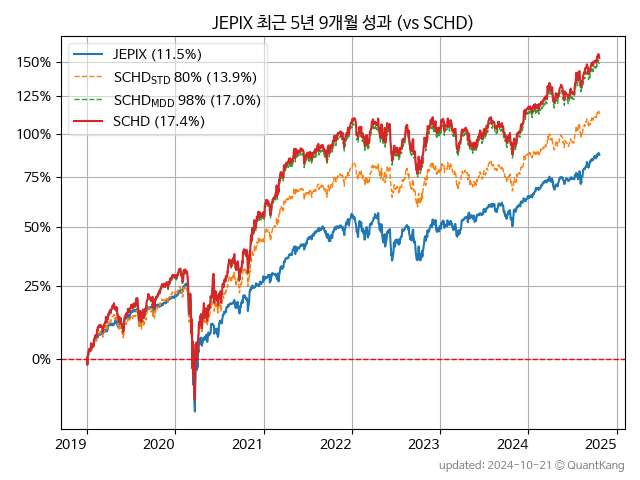 JEPIX 최근 5년 9개월 성과 (vs SCHD)
JEPIX (11.5%)
SCHD_STD 80% (13.9%)
SCHD_MDD 98% (17.0%)
SCHD (17.4%)
150%
125%
100%
75%
50%
25%
0%
2019 2020 2021 2022 2023 2024 2025
updated: 2024-10-21 © QuantKang